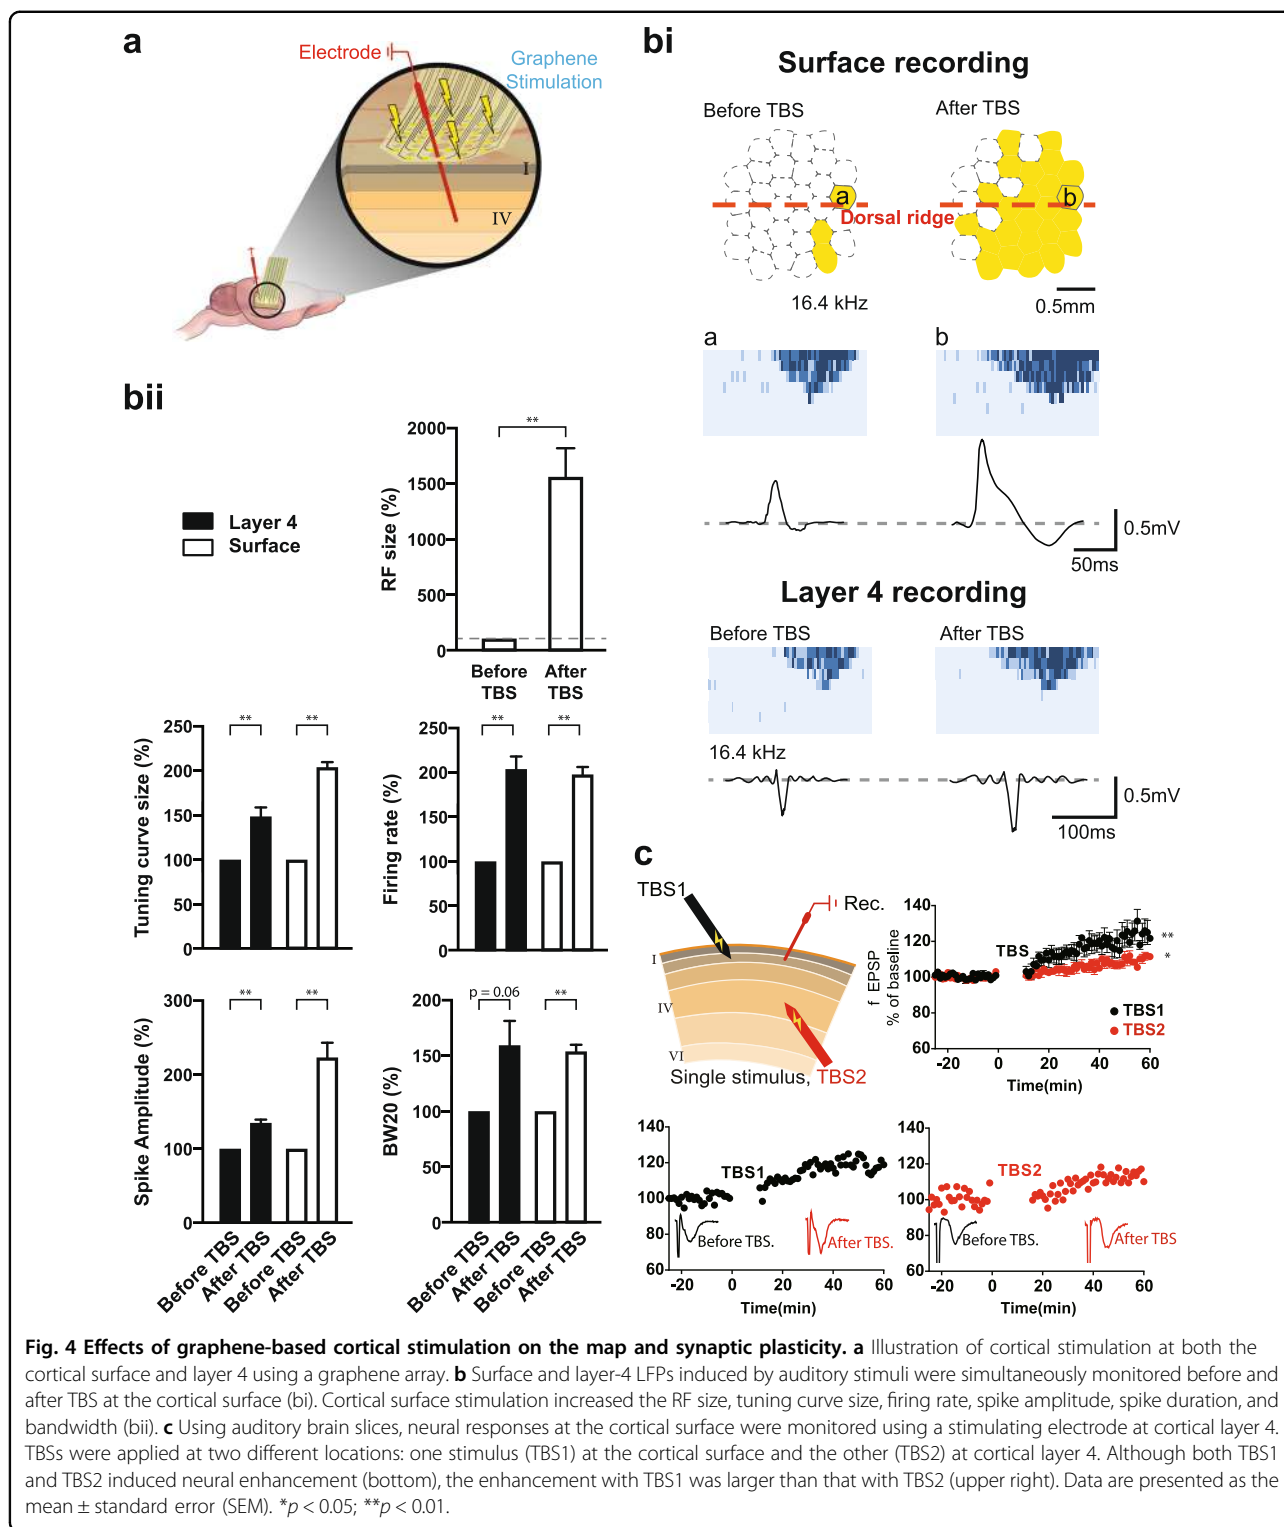 a
Electrode
Graphene
Stimulation
I
IV
bi
Surface recording
Before TBS
After TBS
a
b
Dorsal ridge
16.4 kHz
0.5mm
a
b
0.5mV
50ms
Layer 4 recording
Before TBS
After TBS
16.4 kHz
0.5mV
100ms
bii
Layer 4
Surface
RF size (%)
2000
1500
1000
500
0
**
Before
TBS
After
TBS
Tuning curve size (%)
250
200
150
100
50
0
**
**
Firing rate (%)
250
200
150
100
50
0
**
**
Spike Amplitude (%)
300
200
100
0
**
**
Before TBS
After TBS
Before TBS
After TBS
BW20 (%)
200
150
100
50
0
p = 0.06
**
Before TBS
After TBS
Before TBS
After TBS
c
TBS1
Rec.
I
IV
VI
Single stimulus, TBS2
f EPSP
% of baseline
140
120
100
80
60
TBS
**
*
TBS1
TBS2
-20
0
20
40
60
Time(min)
140
120
100
80
60
TBS1
Before TBS.
After TBS.
-20
0
20
40
60
Time(min)
140
120
100
80
60
TBS2
Before TBS.
After TBS
-20
0
20
40
60
Time(min)
Fig. 4 Effects of graphene-based cortical stimulation on the map and synaptic plasticity. a Illustration of cortical stimulation at both the
cortical surface and layer 4 using a graphene array. b Surface and layer-4 LFPs induced by auditory stimuli were simultaneously monitored before and
after TBS at the cortical surface (bi). Cortical surface stimulation increased the RF size, tuning curve size, firing rate, spike amplitude, spike duration, and
bandwidth (bii). c Using auditory brain slices, neural responses at the cortical surface were monitored using a stimulating electrode at cortical layer 4.
TBSs were applied at two different locations: one stimulus (TBS1) at the cortical surface and the other (TBS2) at cortical layer 4. Although both TBS1
and TBS2 induced neural enhancement (bottom), the enhancement with TBS1 was larger than that with TBS2 (upper right). Data are presented as the
mean ± standard error (SEM). *p < 0.05; **p < 0.01.